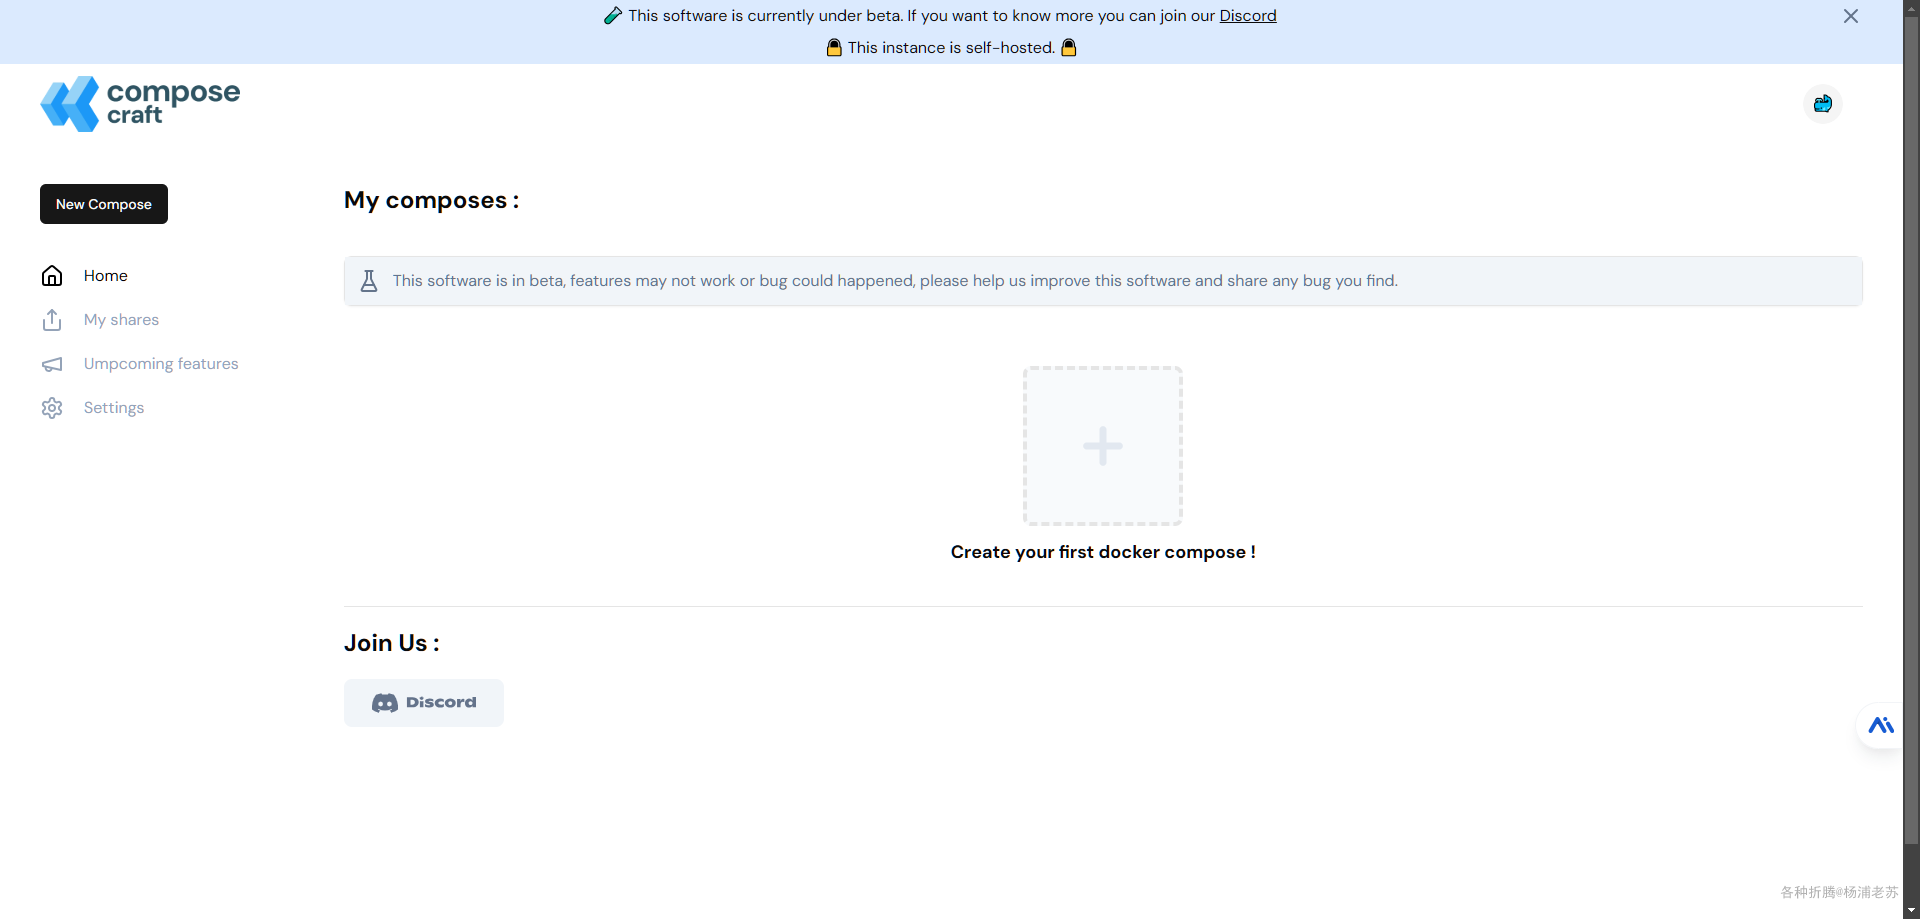 This software is currently under beta. If you want to know more you can join our Discord
This instance is self-hosted.
compose
craft
New Compose
My composes :
Home
This software is in beta, features may not work or bug could happened, please help us improve this software and share any bug you find.
My shares
Umpcoming features
Settings
Create your first docker compose !
Join Us :
Discord
各种折腾@杨浦老苏